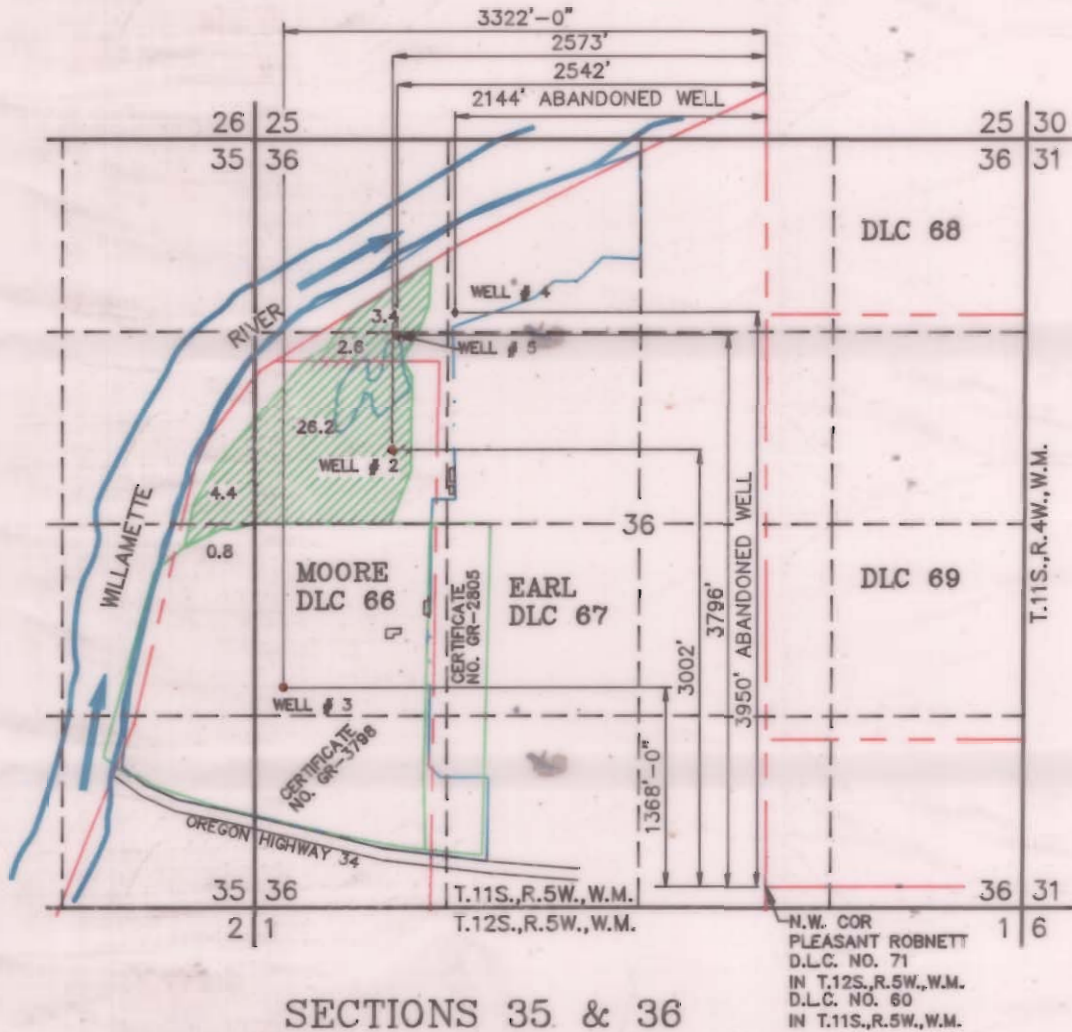 3322'-0"
2573'
2542'
2144' ABANDONED WELL
26 25
25 30
35 36
36 31
DLC 68
RIVER
WELL # 4
3.4
WELL # 5
2.6
26.2
WELL # 2
4.4
36
0.8
WILLAMETTE
MOORE
DLC 66
EARL
DLC 67
DLC 69
CERTIFICATE
NO. GR-2805
T.11S.,R.4W.,W.M.
3950' ABANDONED WELL
3796'
3002'
1368'-0"
WELL # 3
CERTIFICATE
NO. GR-3798
OREGON HIGHWAY 34
35 36
T.11S.,R.5W.,W.M.
36 31
2 1
T.12S.,R.5W.,W.M.
1 6
N.W. COR
PLEASANT ROBNETT
D.L.C. NO. 71
IN T.12S.,R.5W.,W.M.
D.L.C. NO. 60
IN T.11S.,R.5W.,W.M.
SECTIONS 35 & 36